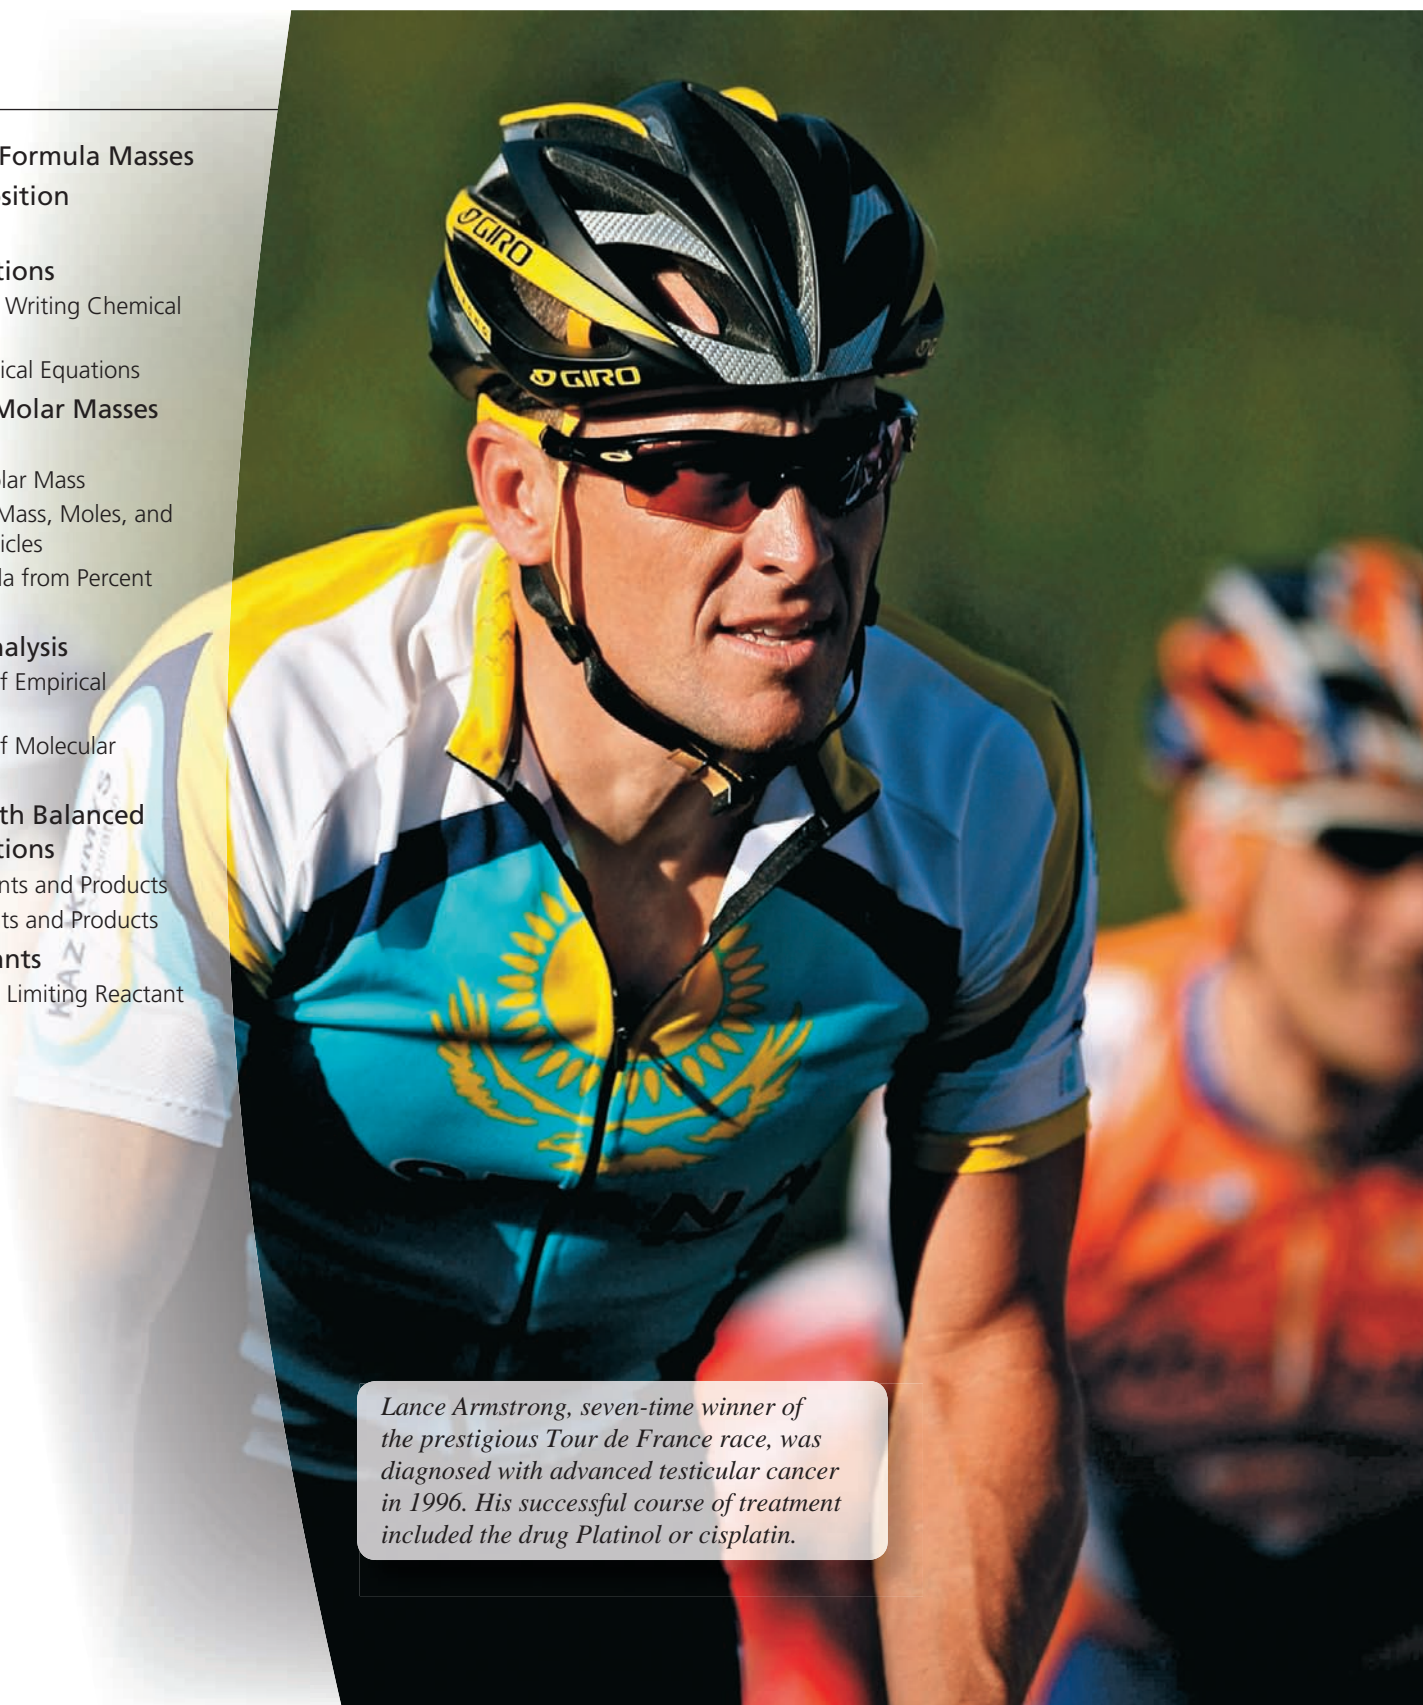 Formula Masses
sition
tions
Writing Chemical
ical Equations
Molar Masses
lar Mass
Mass, Moles, and
icles
la from Percent
nalysis
f Empirical
f Molecular
th Balanced
tions
nts and Products
ts and Products
ants
Limiting Reactant
GIRO
GIRO
Lance Armstrong, seven-time winner of
the prestigious Tour de France race, was
diagnosed with advanced testicular cancer
in 1996. His successful course of treatment
included the drug Platinol or cisplatin.